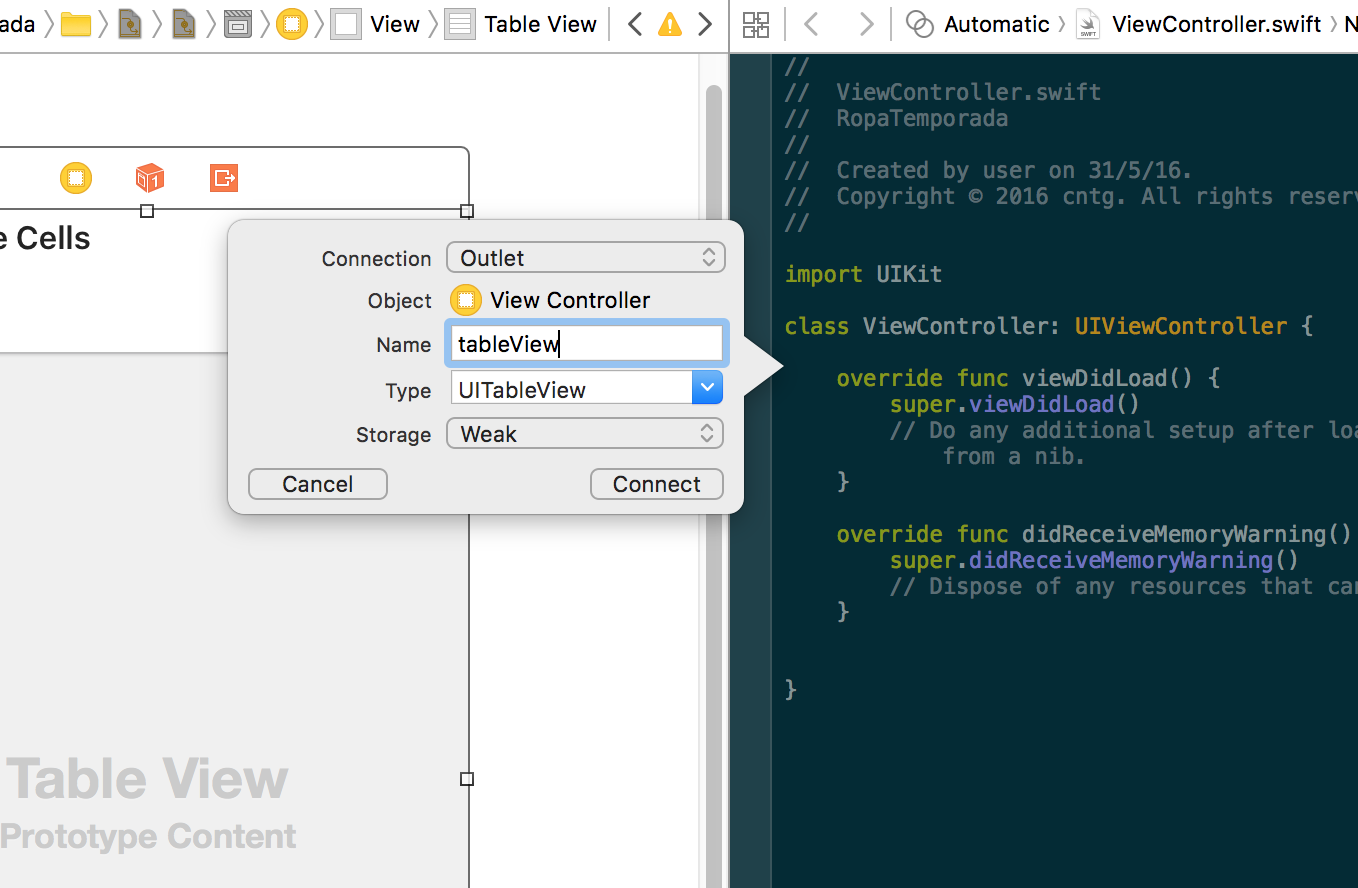 ada View Table View Automatic ViewController.swift N
e Cells
Connection Outlet
Object View Controller
Name tableView
Type UITableView
Storage Weak
Cancel Connect
Table View
Prototype Content
//
// ViewController.swift
// RopaTemporada
//
// Created by user on 31/5/16.
// Copyright © 2016 cntg. All rights reserv
//
import UIKit
class ViewController: UIViewController {
override func viewDidLoad() {
super.viewDidLoad()
// Do any additional setup after loa
from a nib.
}
override func didReceiveMemoryWarning()
super.didReceiveMemoryWarning()
// Dispose of any resources that can
}
}